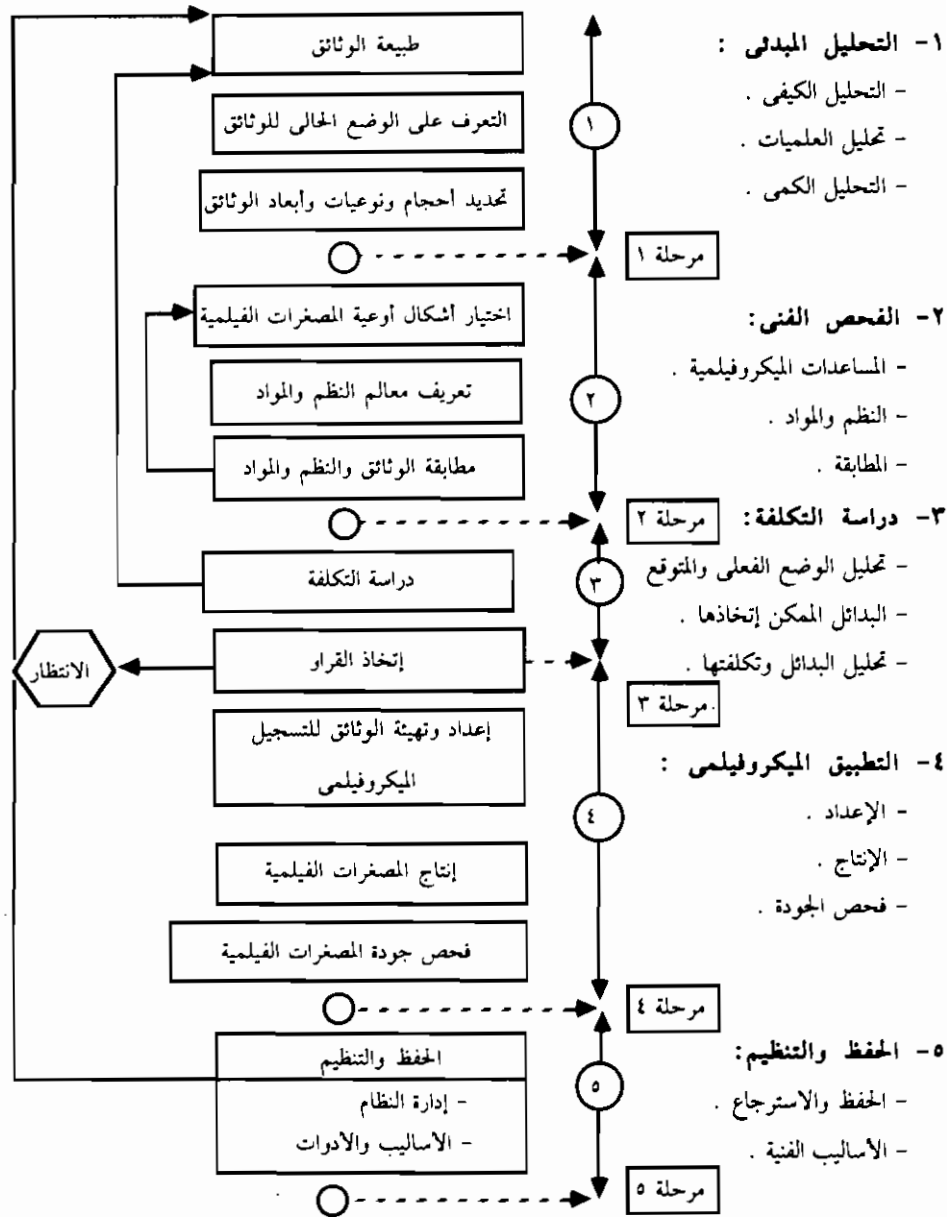 ١- التحليل المبدئى :
- التحليل الكيفى .
- تحليل العلميات .
- التحليل الكمى .
مرحلة ١
٢- الفحص الفنى:
- المساعدات الميكروفيلمية .
- النظم والمواد .
- المطابقة .
مرحلة ٢
٣- دراسة التكلفة:
- تحليل الوضع الفعلى والمتوقع
- البدائل الممكن إتخاذها .
- تحليل البدائل وتكلفتها .
مرحلة ٣
٤- التطبيق الميكروفيلمى :
- الإعداد .
- الإنتاج .
- فحص الجودة .
مرحلة ٤
٥- الحفظ والتنظيم:
- الحفظ والاسترجاع .
- الأساليب الفنية .
مرحلة ٥
١
٢
٣
٤
٥
طبيعة الوثائق
التعرف على الوضع الحالى للوثائق
تحديد أحجام ونوعيات وأبعاد الوثائق
اختيار أشكال أوعية المصغرات الفيلمية
تعريف معالم النظم والمواد
مطابقة الوثائق والنظم والمواد
دراسة التكلفة
إتخاذ القراو
الانتظار
إعداد وتهيئة الوثائق للتسجيل
الميكروفيلمى
إنتاج المصغرات الفيلمية
فحص جودة المصغرات الفيلمية
الحفظ والتنظيم
- إدارة النظام
- الأساليب والأدوات